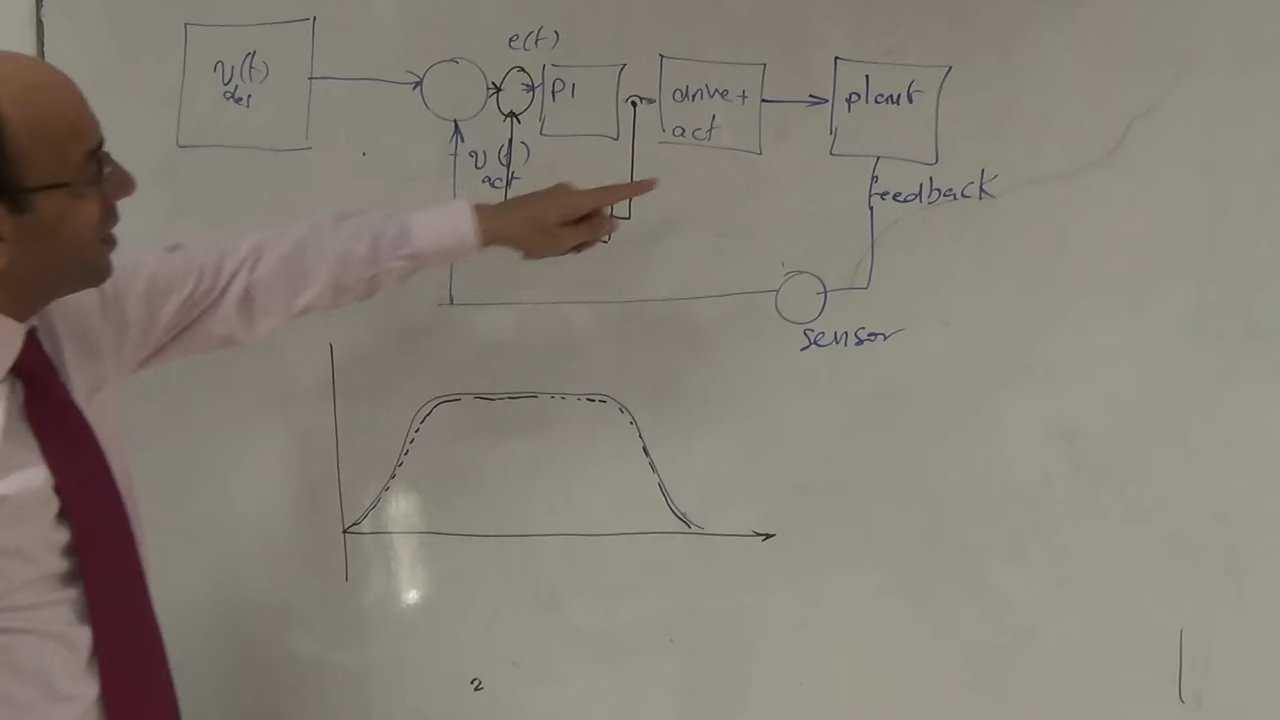 e(t)
v(t)
des
PI
drive +
act
plant
v(t)
act
feedback
sensor
2